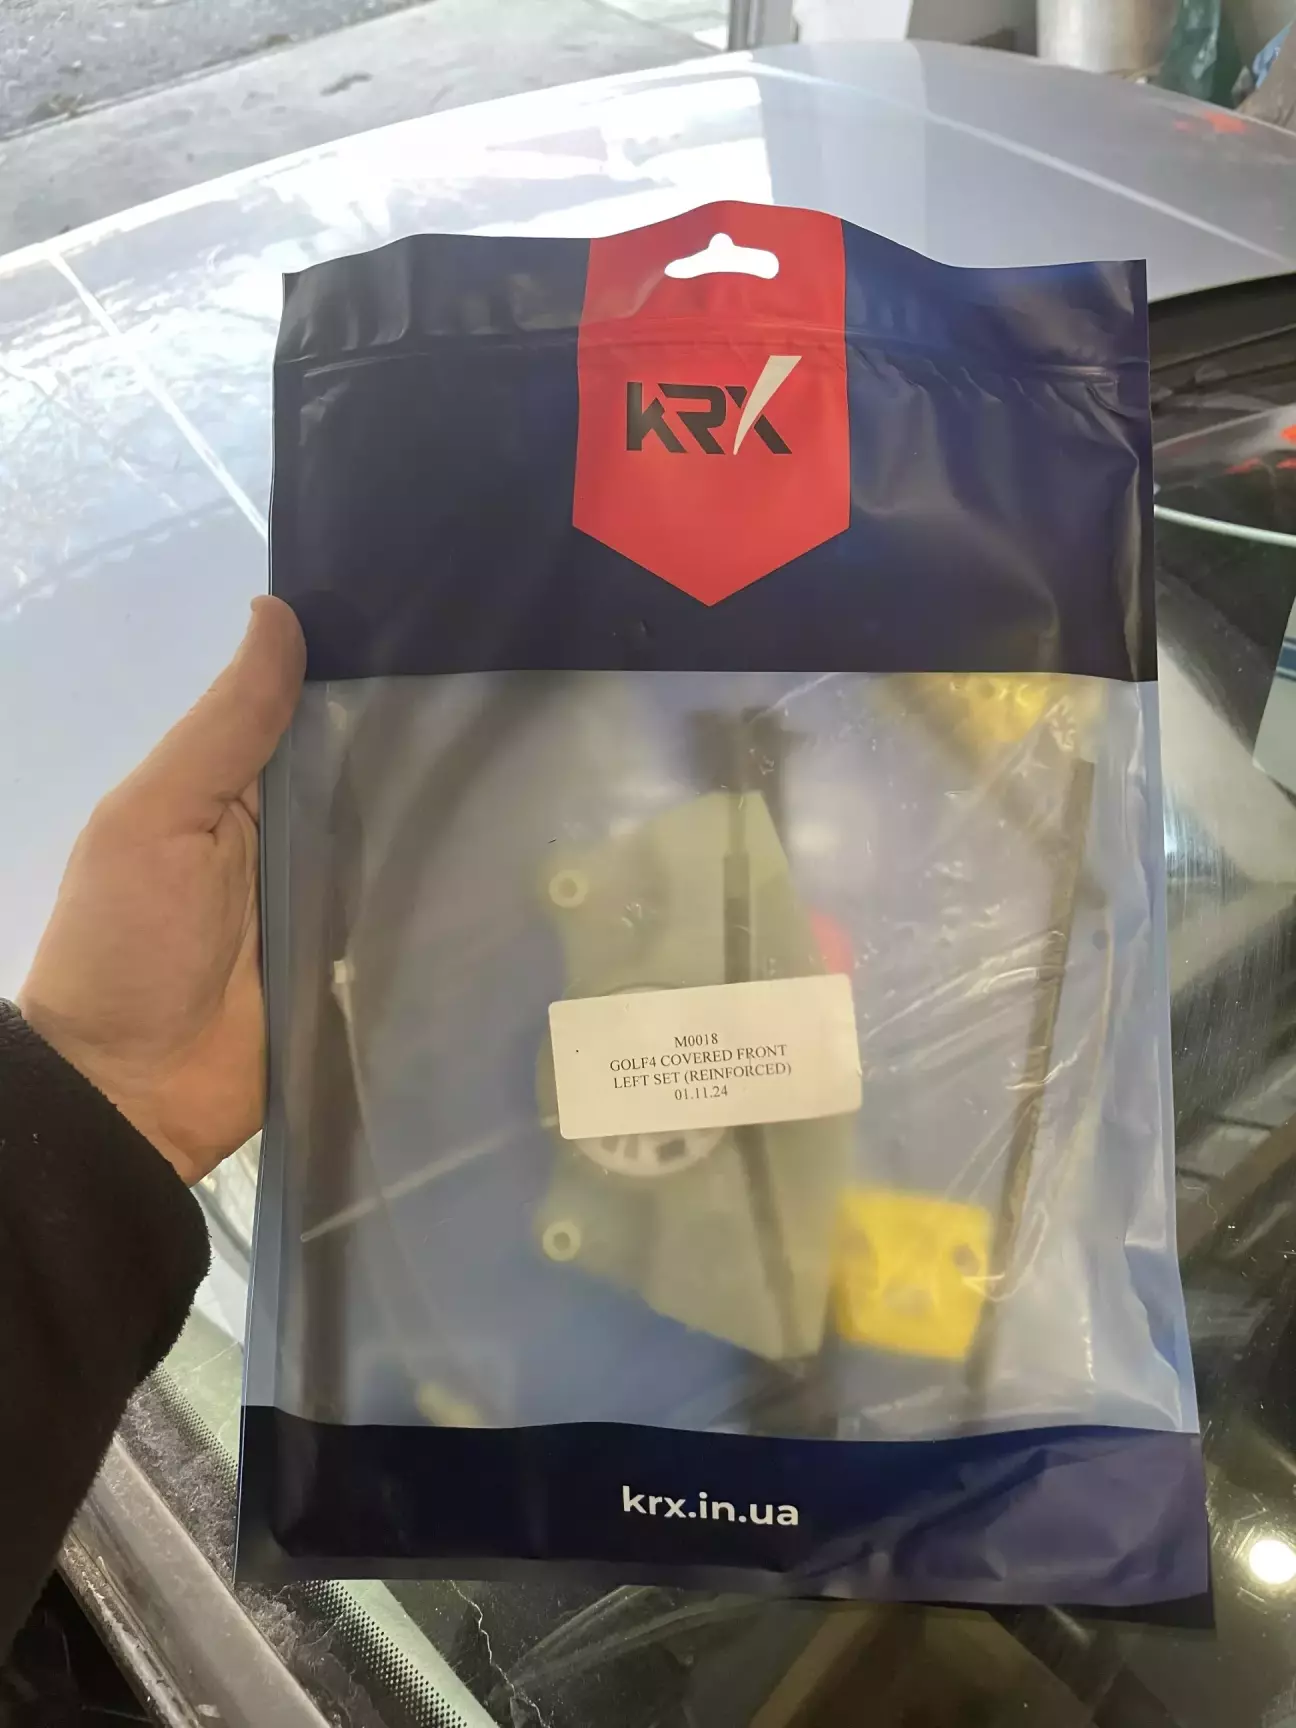 KRX
M0018
GOLF4 COVERED FRONT
LEFT SET (REINFORCED)
01.11.24
krx.in.ua